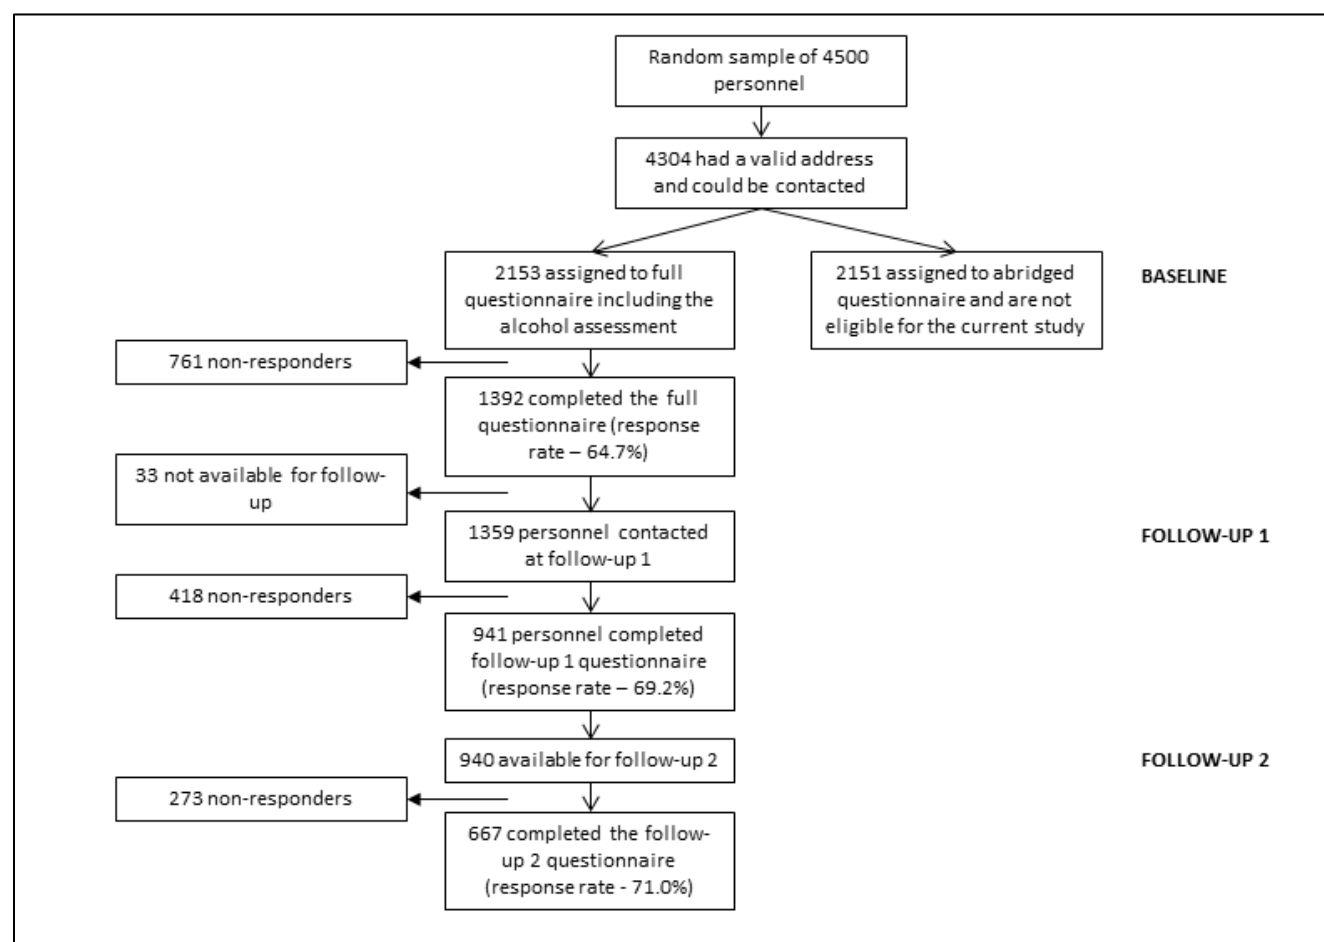 Random sample of 4500
personnel
4304 had a valid address
and could be contacted
2153 assigned to full
questionnaire including the
alcohol assessment
2151 assigned to abridged
questionnaire and are not
eligible for the current study
BASELINE
761 non-responders
1392 completed the full
questionnaire (response
rate – 64.7%)
33 not available for follow-
up
1359 personnel contacted
at follow-up 1
FOLLOW-UP 1
418 non-responders
941 personnel completed
follow-up 1 questionnaire
(response rate – 69.2%)
940 available for follow-up 2
FOLLOW-UP 2
273 non-responders
667 completed the follow-
up 2 questionnaire
(response rate - 71.0%)